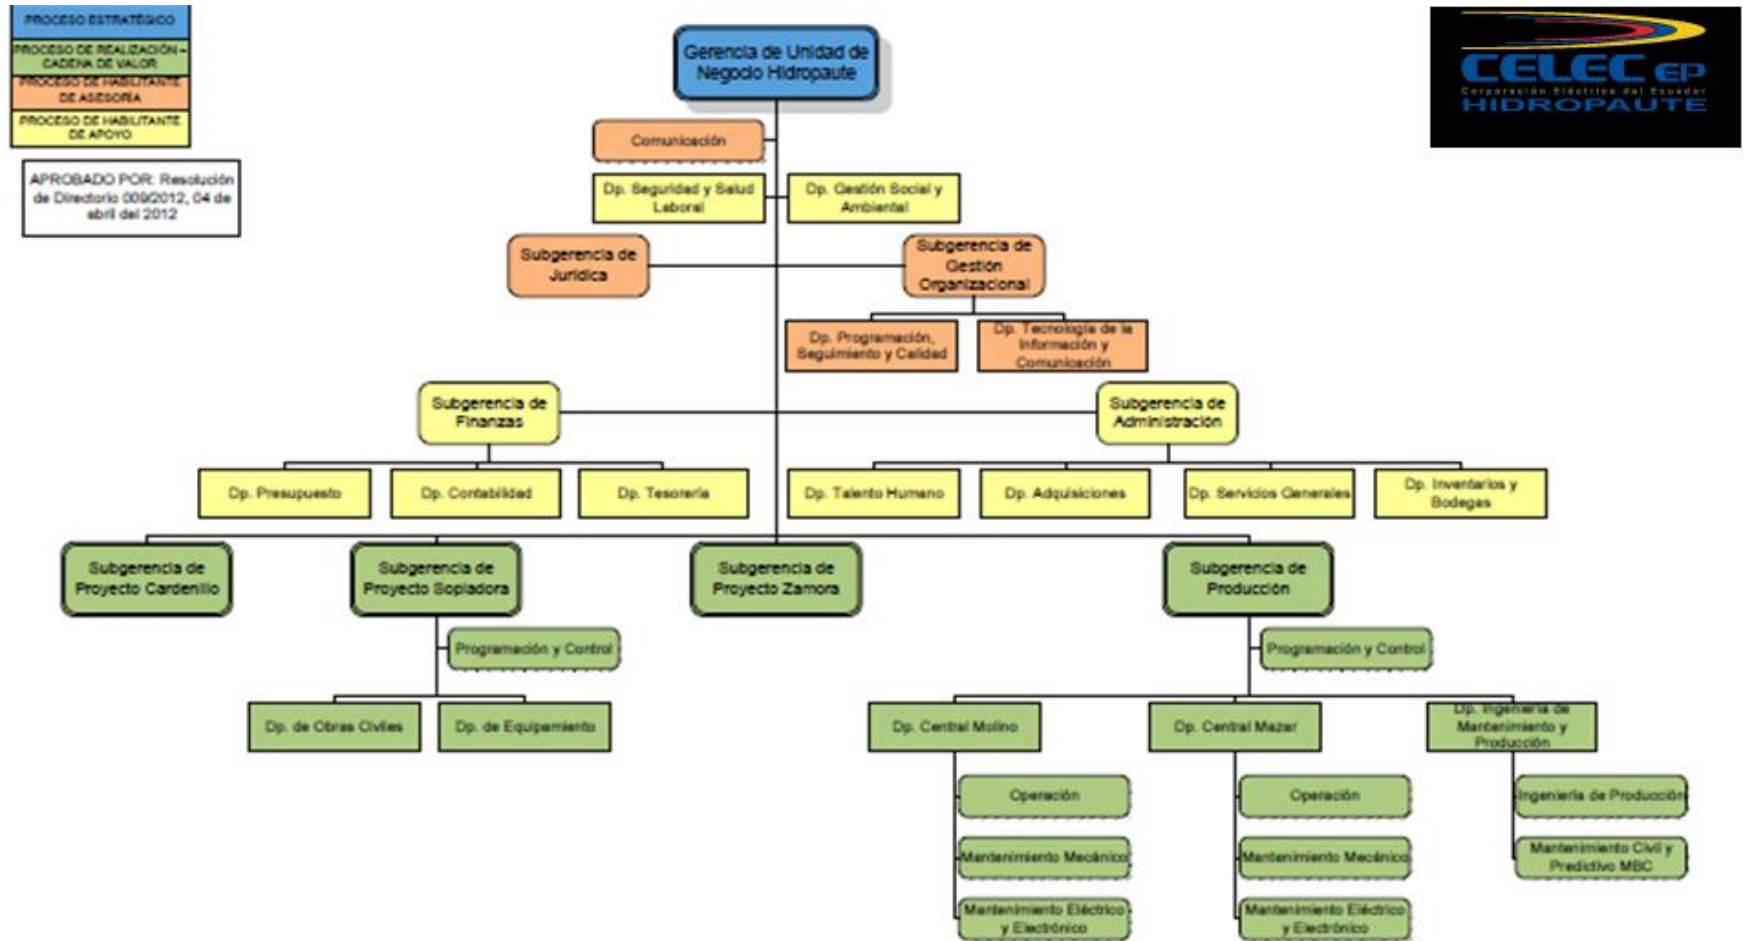 PROCESO ESTRATÉGICO
PROCESO DE REALIZACIÓN –
CADENA DE VALOR
PROCESO DE HABILITANTE
DE ASESORÍA
PROCESO DE HABILITANTE
DE APOYO
APROBADO POR: Resolución
de Directorio 009/2012, 04 de
abril del 2012
CELEC EP
Corporación Eléctrica del Ecuador
HIDROPAUTE
Gerencia de Unidad de
Negocio Hidropaute
Comunicación
Dp. Seguridad y Salud
Laboral
Dp. Gestión Social y
Ambiental
Subgerencia de
Jurídica
Subgerencia de
Gestión
Organizacional
Dp. Programación,
Seguimiento y Calidad
Dp. Tecnología de la
Información y
Comunicación
Subgerencia de
Finanzas
Subgerencia de
Administración
Dp. Presupuesto
Dp. Contabilidad
Dp. Tesorería
Dp. Talento Humano
Dp. Adquisiciones
Dp. Servicios Generales
Dp. Inventarios y
Bodegas
Subgerencia de
Proyecto Cardenillo
Subgerencia de
Proyecto Sopladora
Subgerencia de
Proyecto Zamora
Subgerencia de
Producción
Programación y Control
Programación y Control
Dp. de Obras Civiles
Dp. de Equipamiento
Dp. Central Molino
Dp. Central Mazar
Dp. Ingeniería de
Mantenimiento y
Producción
Operación
Mantenimiento Mecánico
Mantenimiento Eléctrico
y Electrónico
Operación
Mantenimiento Mecánico
Mantenimiento Eléctrico
y Electrónico
Ingeniería de Producción
Mantenimiento Civil y
Predictivo MBC